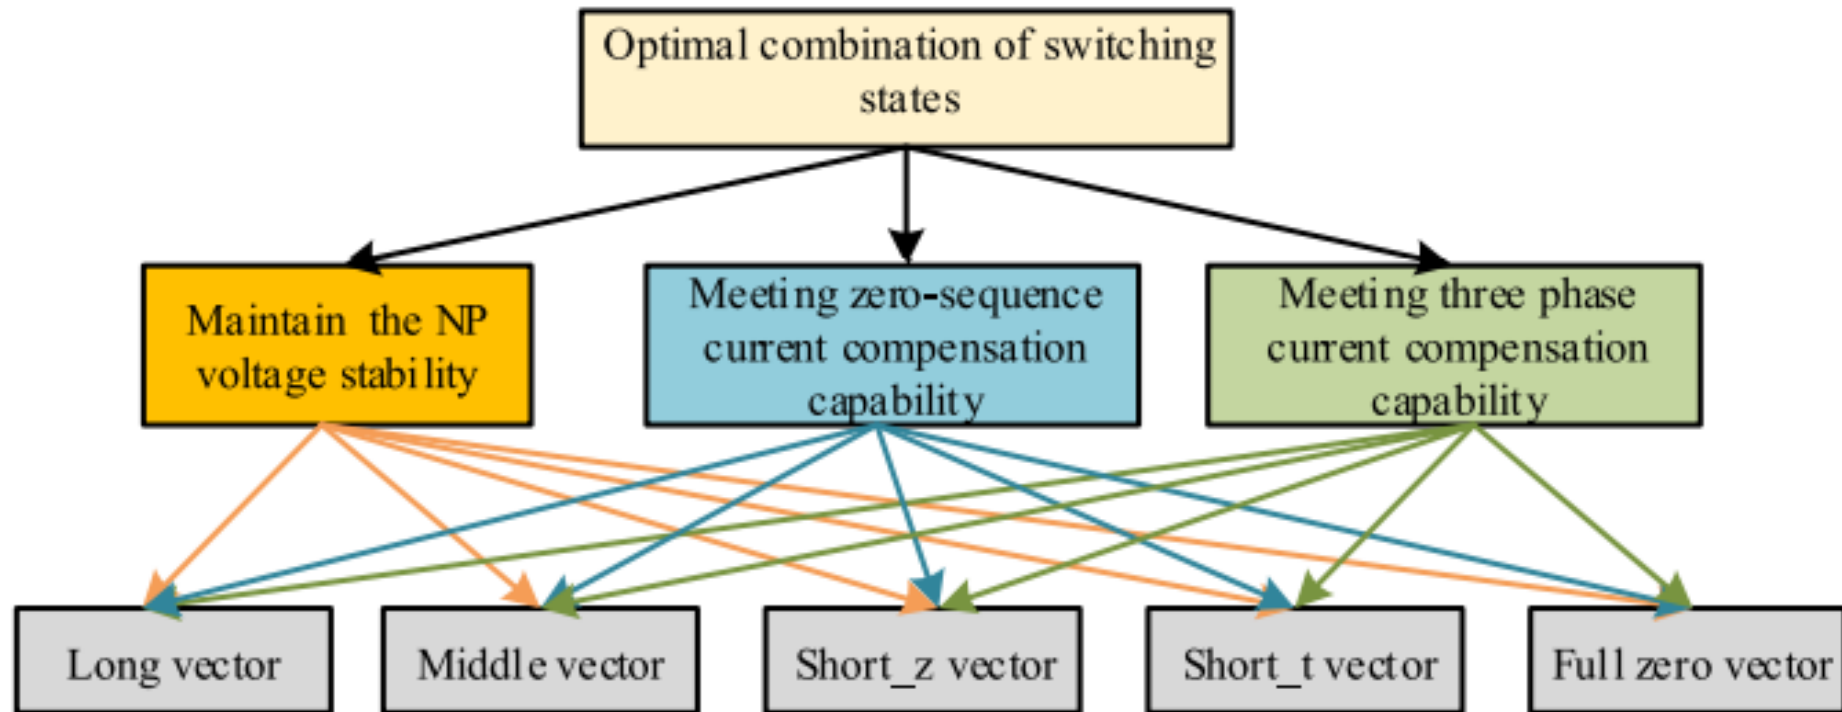 Optimal combination of switching
states
Maintain the NP
voltage stability
Meeting zero-sequence
current compensation
capability
Meeting three phase
current compensation
capability
Long vector
Middle vector
Short_z vector
Short_t vector
Full zero vector